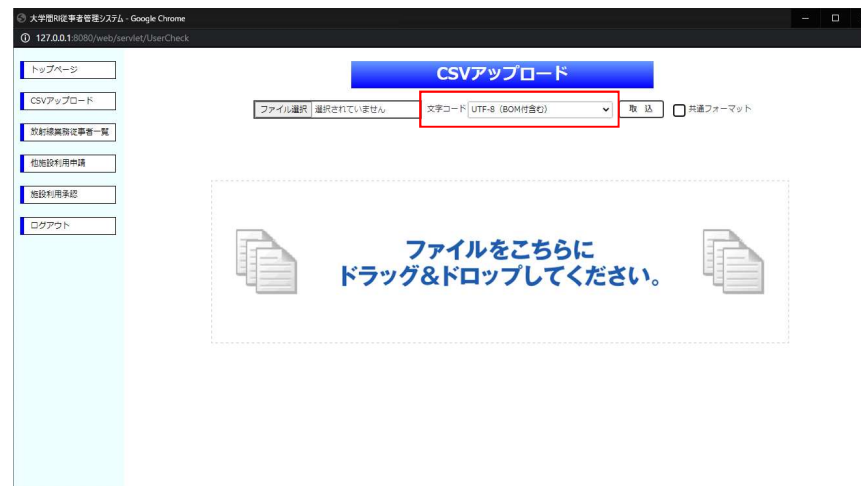 大学間RI従事者管理システム - Google Chrome
127.0.0.1:8080/web/servlet/UserCheck
トップページ
CSVアップロード
放射線業務従事者一覧
他施設利用申請
施設利用承認
ログアウト
CSVアップロード
ファイル選択 選択されていません 文字コード UTF-8（BOM付含む） 取 込 共通フォーマット
ファイルをこちらに
ドラッグ&ドロップしてください。